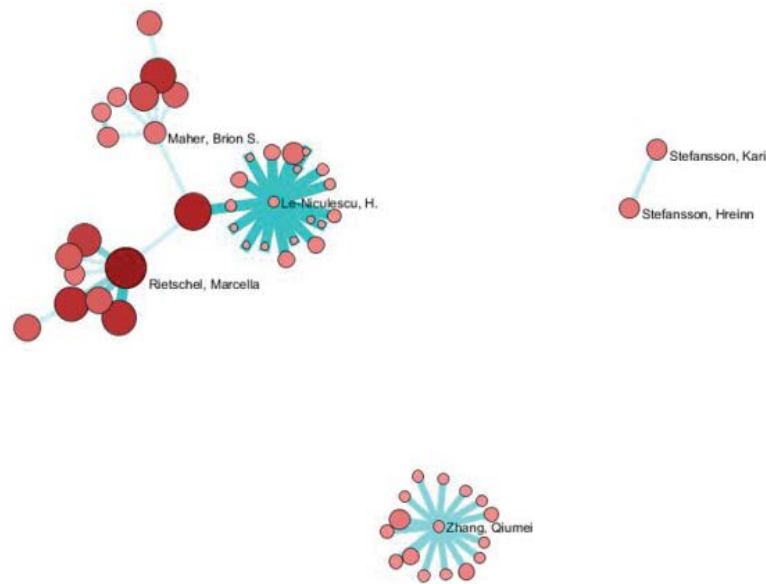 Maher, Brion S.
Stefansson, Kari
Le-Niculescu, H.
Stefansson, Hreinn
Rietschel, Marcella
Zhang, Qiumei